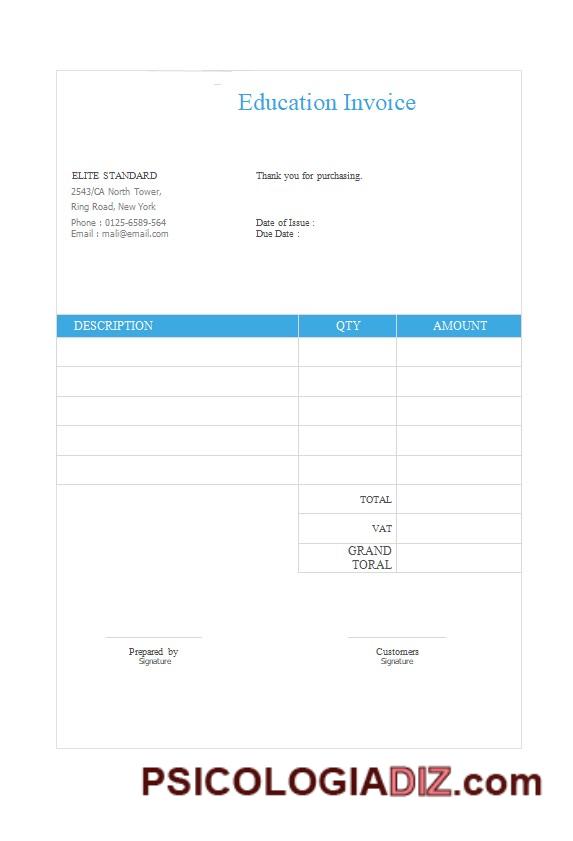 Education Invoice
ELITE STANDARD
2543/CA North Tower,
Ring Road, New York
Phone : 0125-6589-564
Email : mali@email.com
Thank you for purchasing.
Date of Issue :
Due Date :
DESCRIPTION QTY AMOUNT
TOTAL
VAT
GRAND
TORAL
Prepared by
Signature
Customers
Signature
PSICOLOGIADIZ.com